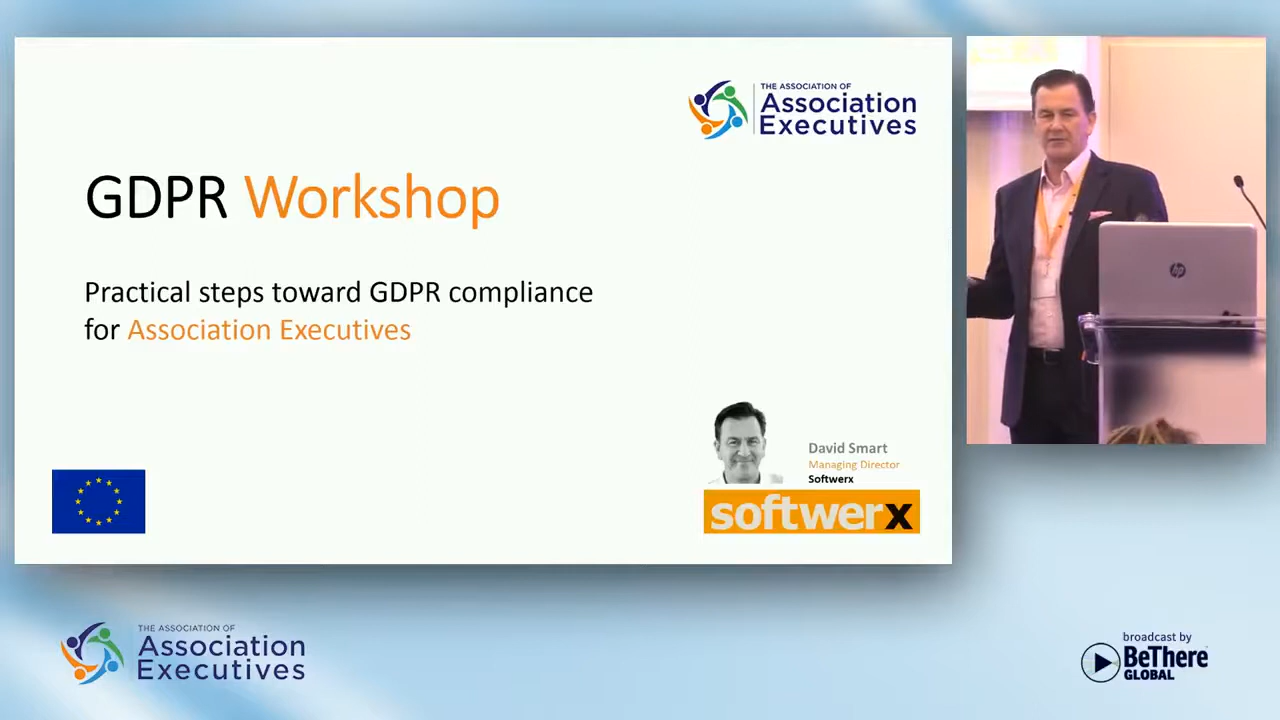 THE ASSOCIATION OF
Association
Executives
GDPR Workshop
Practical steps toward GDPR compliance
for Association Executives
David Smart
Managing Director
Softwerx
softwerx
hp
THE ASSOCIATION OF
Association
Executives
broadcast by
BeThere
GLOBAL